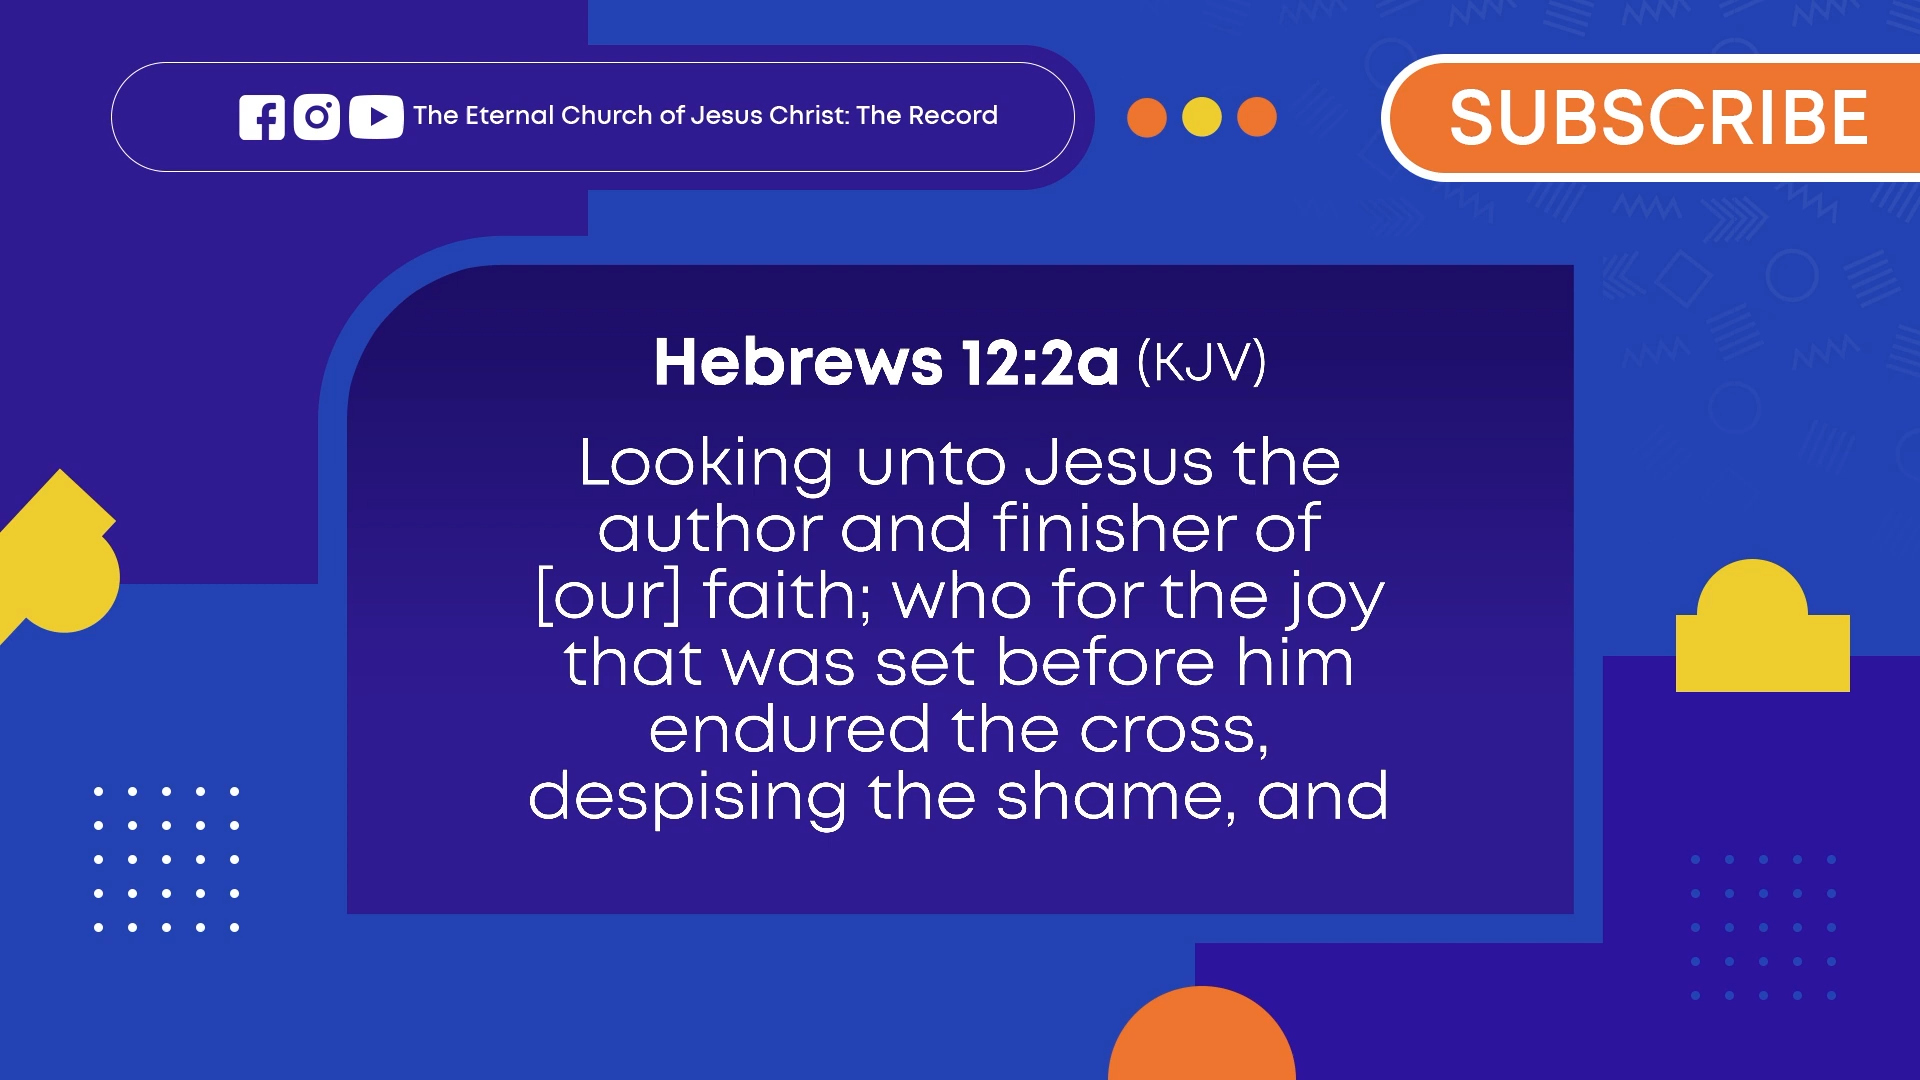 The Eternal Church of Jesus Christ: The Record
SUBSCRIBE
Hebrews 12:2a (KJV)
Looking unto Jesus the
author and finisher of
[our] faith; who for the joy
that was set before him
endured the cross,
despising the shame, and